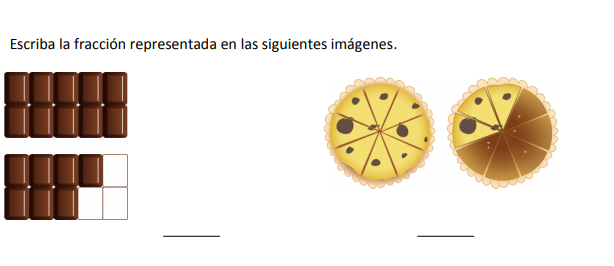 Escriba la fracción representada en las siguientes imágenes.